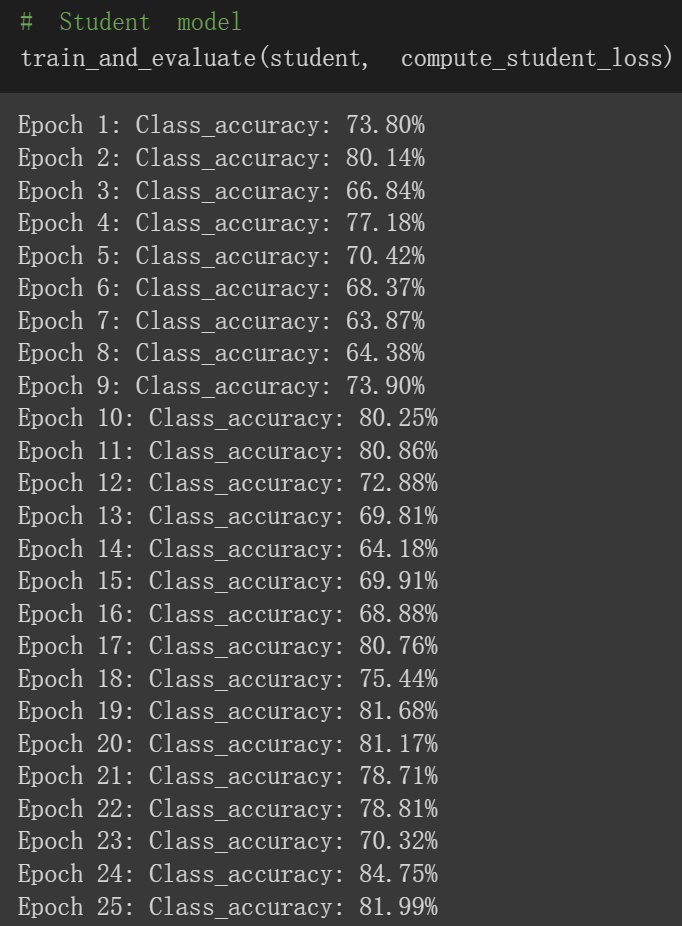 # Student model
train_and_evaluate(student, compute_student_loss)
Epoch 1: Class_accuracy: 73.80%
Epoch 2: Class_accuracy: 80.14%
Epoch 3: Class_accuracy: 66.84%
Epoch 4: Class_accuracy: 77.18%
Epoch 5: Class_accuracy: 70.42%
Epoch 6: Class_accuracy: 68.37%
Epoch 7: Class_accuracy: 63.87%
Epoch 8: Class_accuracy: 64.38%
Epoch 9: Class_accuracy: 73.90%
Epoch 10: Class_accuracy: 80.25%
Epoch 11: Class_accuracy: 80.86%
Epoch 12: Class_accuracy: 72.88%
Epoch 13: Class_accuracy: 69.81%
Epoch 14: Class_accuracy: 64.18%
Epoch 15: Class_accuracy: 69.91%
Epoch 16: Class_accuracy: 68.88%
Epoch 17: Class_accuracy: 80.76%
Epoch 18: Class_accuracy: 75.44%
Epoch 19: Class_accuracy: 81.68%
Epoch 20: Class_accuracy: 81.17%
Epoch 21: Class_accuracy: 78.71%
Epoch 22: Class_accuracy: 78.81%
Epoch 23: Class_accuracy: 70.32%
Epoch 24: Class_accuracy: 84.75%
Epoch 25: Class_accuracy: 81.99%